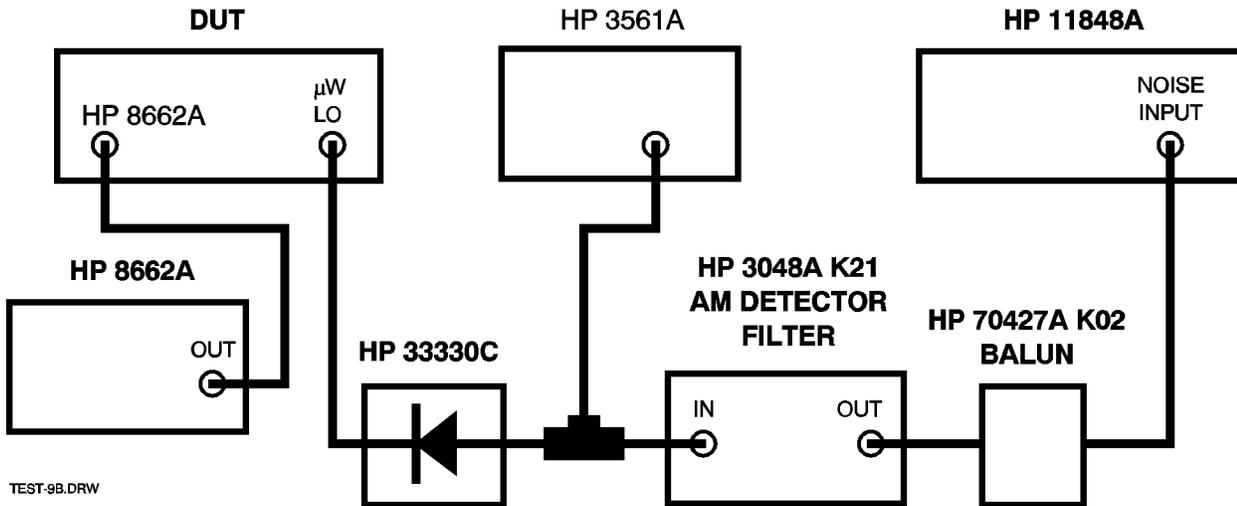 DUT
HP 3561A
HP 11848A
HP 8662A
µW
LO
NOISE
INPUT
HP 8662A
OUT
HP 33330C
HP 3048A K21
AM DETECTOR
FILTER
HP 70427A K02
BALUN
IN
OUT
TEST-9B.DRW